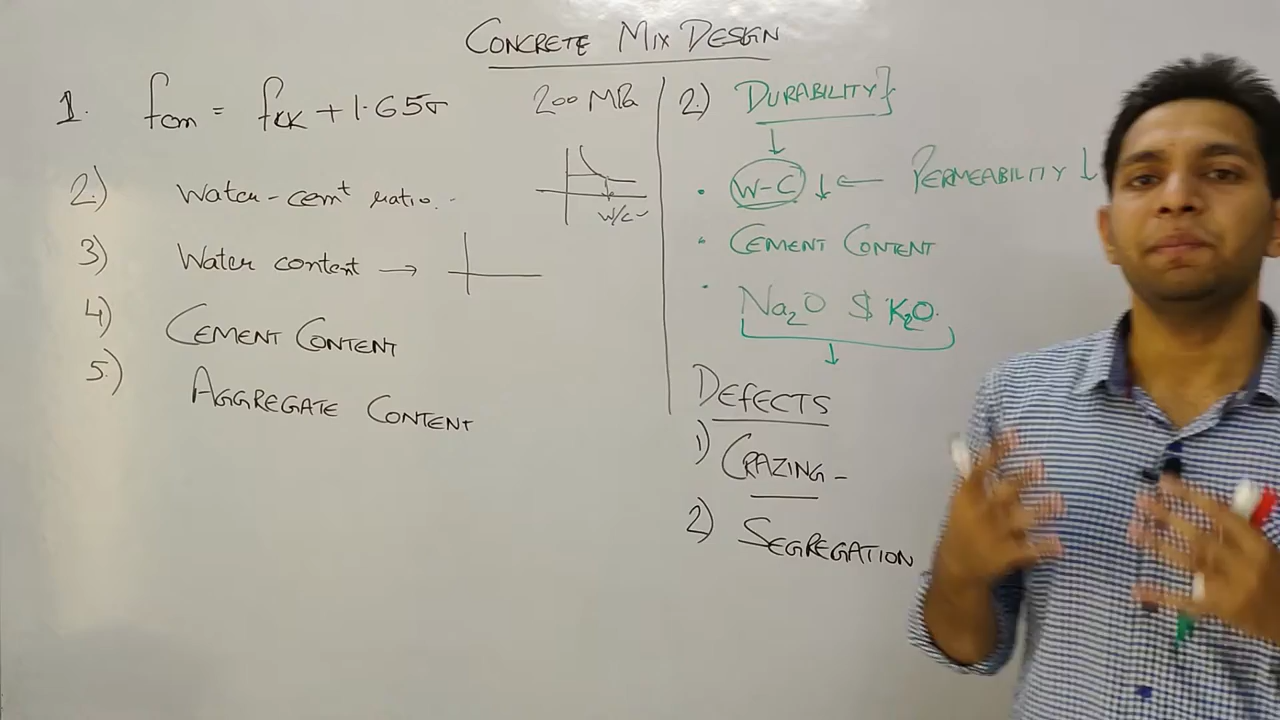 CONCRETE MIX DESIGN
1. fcm = fck + 1.65σ
200 MPa
2.) Water-cemt ratio.
W/C
3) Water content →
4) CEMENT CONTENT
5.) AGGREGATE CONTENT
2.) DURABILITY}
↓
• W-C ↓ ← PERMEABILITY ↓
• CEMENT CONTENT
• Na₂O $ K₂O.
↓
DEFECTS
1) CRAZING -
2) SEGREGATION